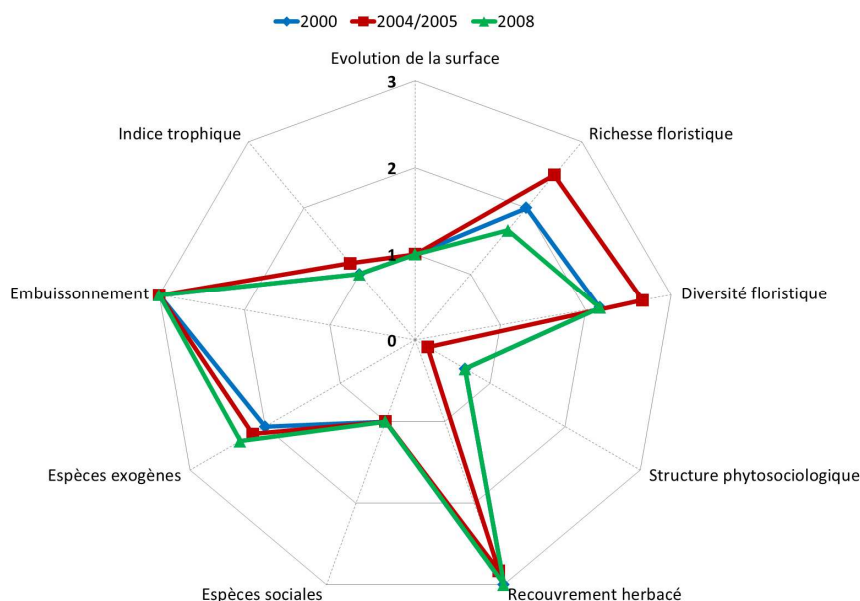 2000 2004/2005 2008
Evolution de la surface
3
Indice trophique Richesse floristique
2
1
Embuissonnement Diversité floristique
0
Espèces exogènes Structure phytosociologique
Espèces sociales Recouvrement herbacé